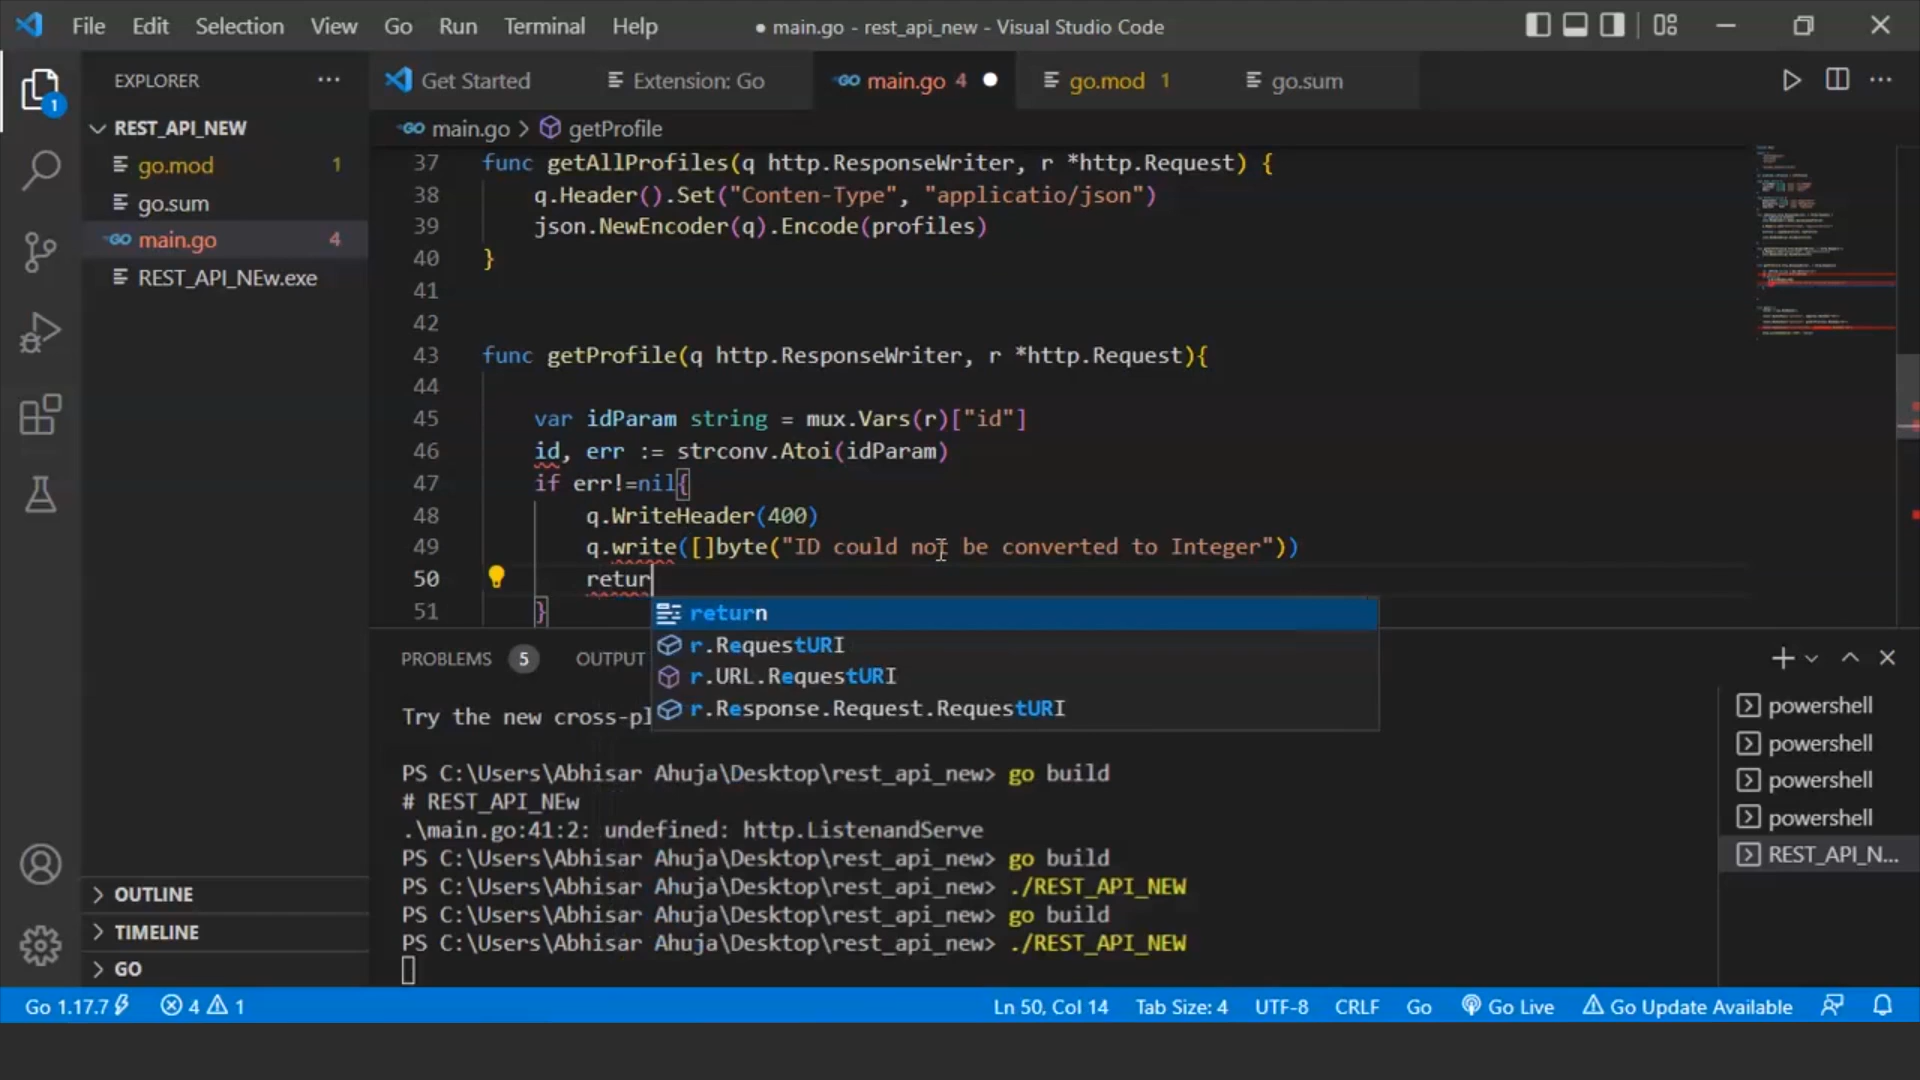 File Edit Selection View Go Run Terminal Help
● main.go - rest_api_new - Visual Studio Code
EXPLORER
Get Started
Extension: Go
main.go 4
go.mod 1
go.sum
REST_API_NEW
go.mod 1
go.sum
main.go 4
REST_API_NEw.exe
OUTLINE
TIMELINE
GO
1
main.go > getProfile
37 func getAllProfiles(q http.ResponseWriter, r *http.Request) {
38 q.Header().Set("Conten-Type", "applicatio/json")
39 json.NewEncoder(q).Encode(profiles)
40 }
41
42
43 func getProfile(q http.ResponseWriter, r *http.Request){
44
45 var idParam string = mux.Vars(r)["id"]
46 id, err := strconv.Atoi(idParam)
47 if err!=nil{
48 q.WriteHeader(400)
49 q.write([]byte("ID could not be converted to Integer"))
50 retur
51 }
return
r.RequestURI
r.URL.RequestURI
r.Response.Request.RequestURI
PROBLEMS 5 OUTPUT
Try the new cross-pl
PS C:\Users\Abhisar Ahuja\Desktop\rest_api_new> go build
# REST_API_NEw
.\main.go:41:2: undefined: http.ListenandServe
PS C:\Users\Abhisar Ahuja\Desktop\rest_api_new> go build
PS C:\Users\Abhisar Ahuja\Desktop\rest_api_new> ./REST_API_NEW
PS C:\Users\Abhisar Ahuja\Desktop\rest_api_new> go build
PS C:\Users\Abhisar Ahuja\Desktop\rest_api_new> ./REST_API_NEW
powershell
powershell
powershell
powershell
REST_API_N...
Go 1.17.7 4 1 Ln 50, Col 14 Tab Size: 4 UTF-8 CRLF Go Go Live Go Update Available